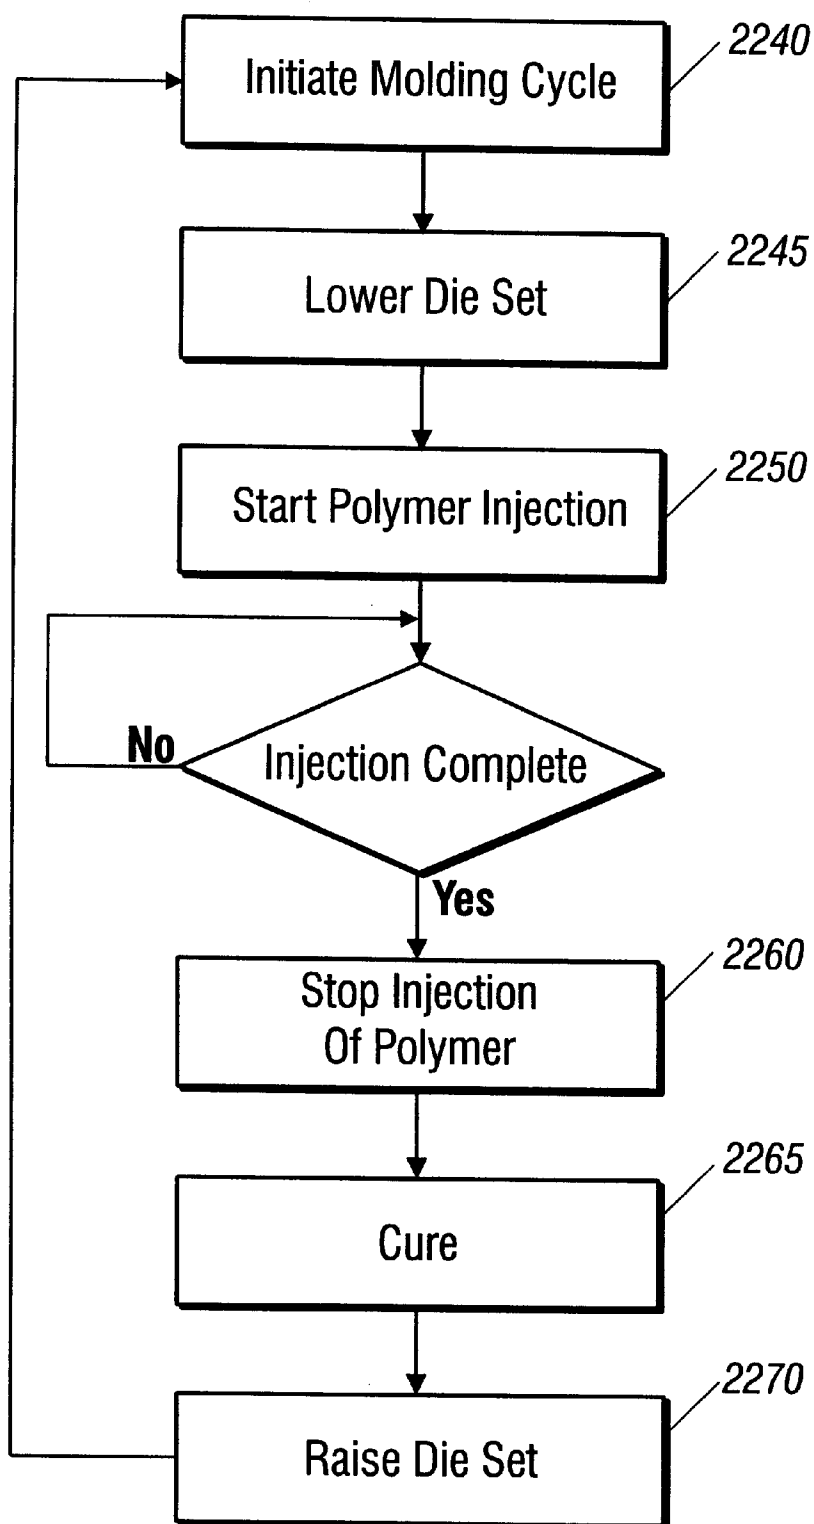 Initiate Molding Cycle
2240
Lower Die Set
2245
Start Polymer Injection
2250
Injection Complete
No
Yes
Stop Injection
Of Polymer
2260
Cure
2265
Raise Die Set
2270